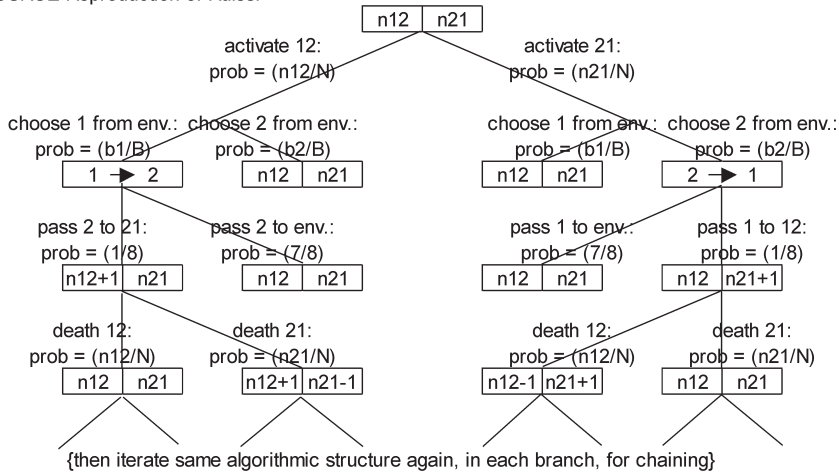 n12 n21
activate 12: activate 21:
prob = (n12/N) prob = (n21/N)
choose 1 from env.: choose 2 from env.: choose 1 from env.: choose 2 from env.:
prob = (b1/B) prob = (b2/B) prob = (b1/B) prob = (b2/B)
1 2 n12 n21 n12 n21 2 1
pass 2 to 21: pass 2 to env.: pass 1 to env.: pass 1 to 12:
prob = (1/8) prob = (7/8) prob = (7/8) prob = (1/8)
n12+1 n21 n12 n21 n12 n21 n12 n21+1
death 12: death 21: death 12: death 21:
prob = (n12/N) prob = (n21/N) prob = (n12/N) prob = (n21/N)
n12 n21 n12+1 n21-1 n12-1 n21+1 n12 n21
{then iterate same algorithmic structure again, in each branch, for chaining}